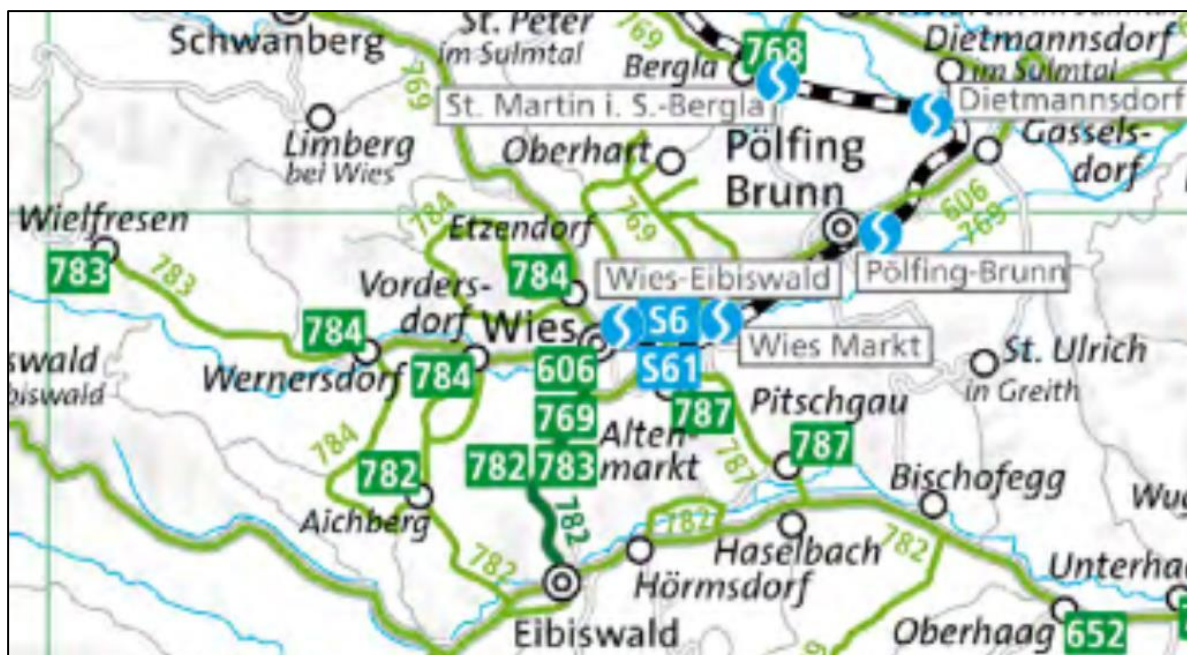 Schwanberg
St. Peter
im Sulmtal
769
768
Bergla
Dietmannsdorf
im Sulmtal
769
St. Martin i. S.-Bergla
Dietmannsdorf
Limberg
bei Wies
Oberhart
Pölfing
Brunn
Gassels-
dorf
606
769
Wielfresen
783
783
784
Etzendorf
769
784
Wies-Eibiswald
Pölfing-Brunn
Vorders-
dorf
784
Wies
S6
Wies Markt
Wernersdorf
784
606
S61
St. Ulrich
in Greith
769
787
Pitschgau
784
782
782
783
Alten-
markt
787
787
Bischofegg
Aichberg
782
782
Haselbach
782
782
Hörmsdorf
Eibiswald
Oberhaag
652